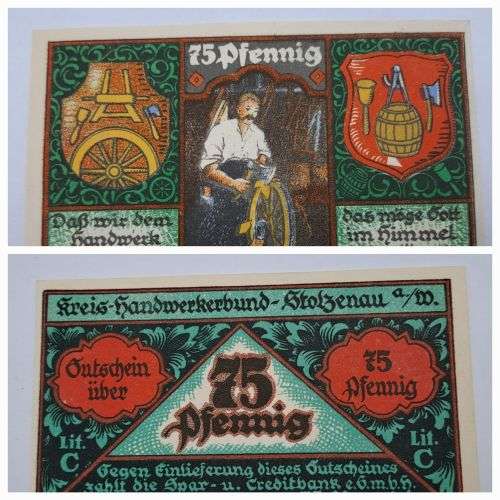 75 Pfennig
Daß wir dem
Handwerk
das möge Gott
im Himmel
Kreis-Handwerkerbund-Stolzenau a/W.
Gutschein
über
75
Pfennig
75
Pfennig
Lit.
C
Lit.
C
Gegen Einlieferung dieses Gutscheines
zahlt die Spar- u. Creditbank e.G.m.b.H.